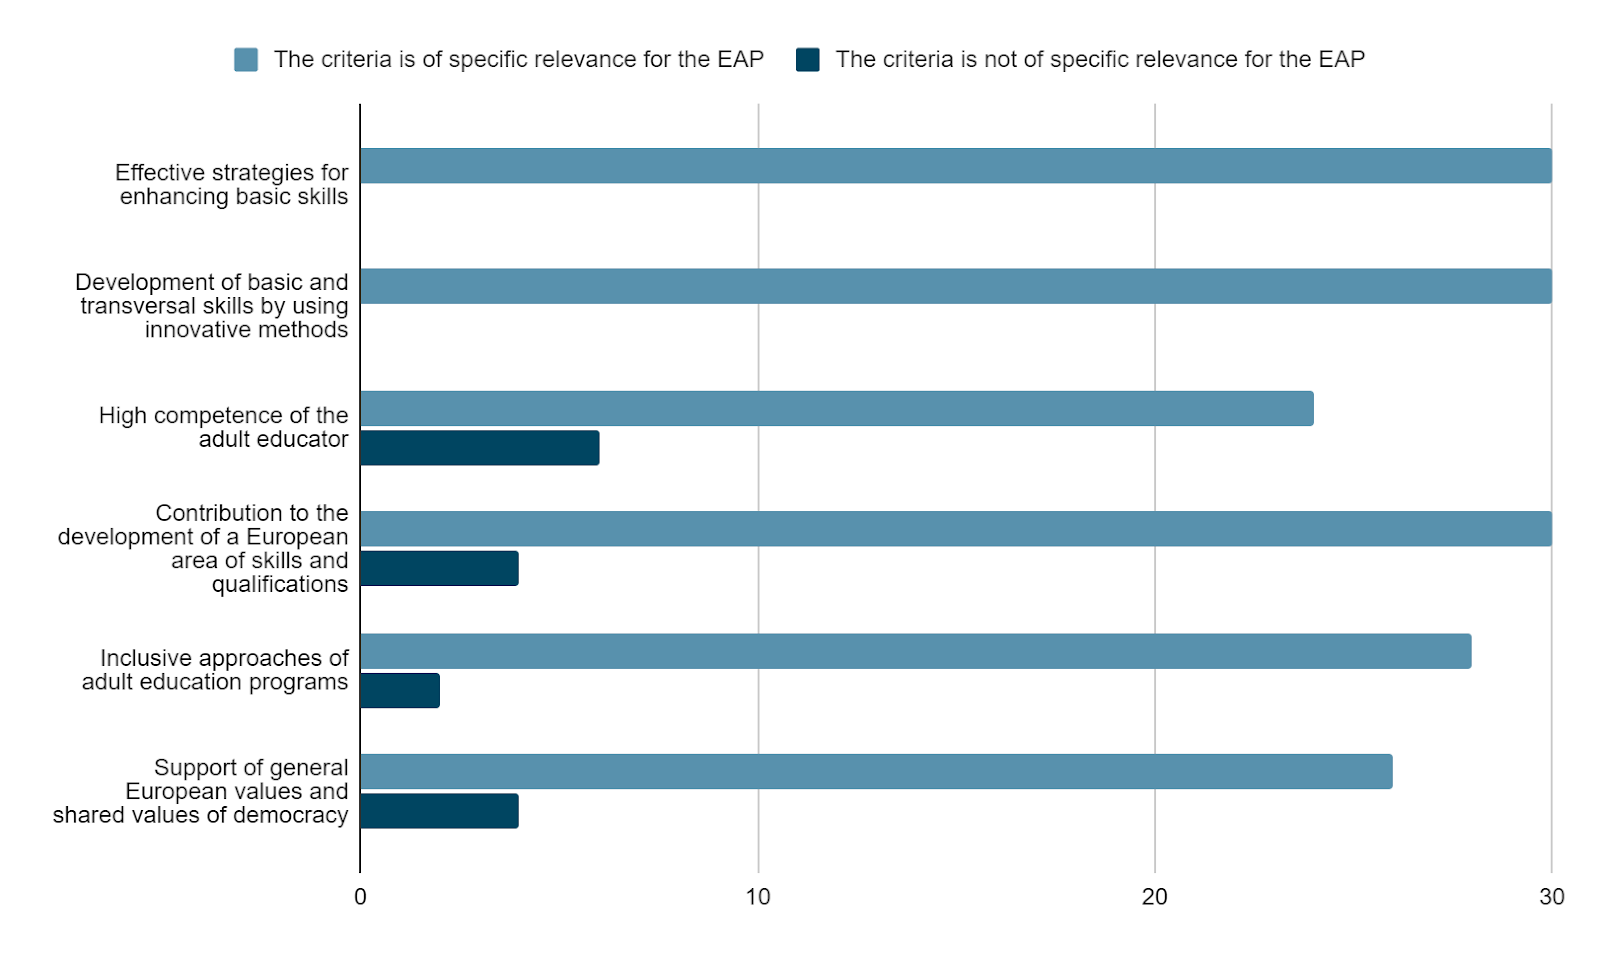 The criteria is of specific relevance for the EAP
The criteria is not of specific relevance for the EAP
Effective strategies for
enhancing basic skills
Development of basic and
transversal skills by using
innovative methods
High competence of the
adult educator
Contribution to the
development of a European
area of skills and
qualifications
Inclusive approaches of
adult education programs
Support of general
European values and
shared values of democracy
0
10
20
30